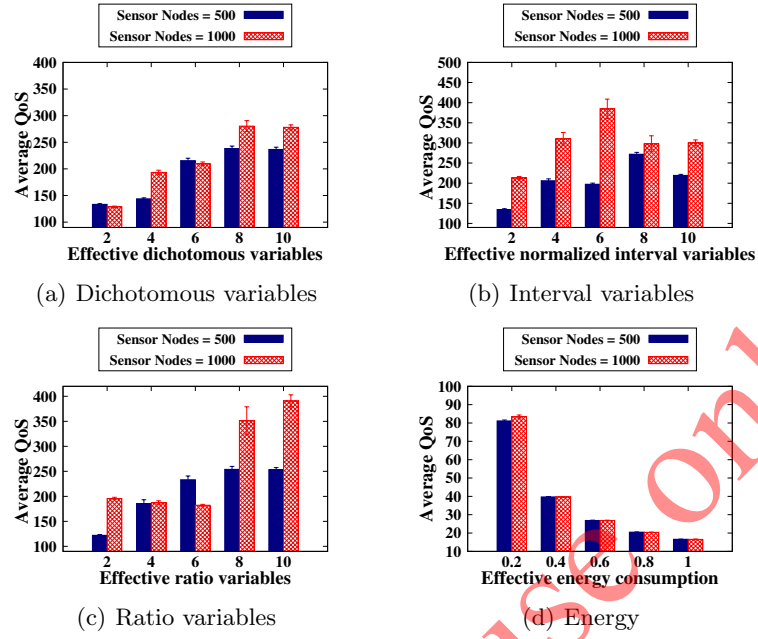 Sensor Nodes = 500
Sensor Nodes = 1000
400
350
300
250
200
150
100
Average QoS
2 4 6 8 10
Effective dichotomous variables
(a) Dichotomous variables
Sensor Nodes = 500
Sensor Nodes = 1000
500
450
400
350
300
250
200
150
100
Average QoS
2 4 6 8 10
Effective normalized interval variables
(b) Interval variables
Sensor Nodes = 500
Sensor Nodes = 1000
400
350
300
250
200
150
100
Average QoS
2 4 6 8 10
Effective ratio variables
(c) Ratio variables
Sensor Nodes = 500
Sensor Nodes = 1000
100
90
80
70
60
50
40
30
20
10
Average QoS
0.2 0.4 0.6 0.8 1
Effective energy consumption
(d) Energy
use on